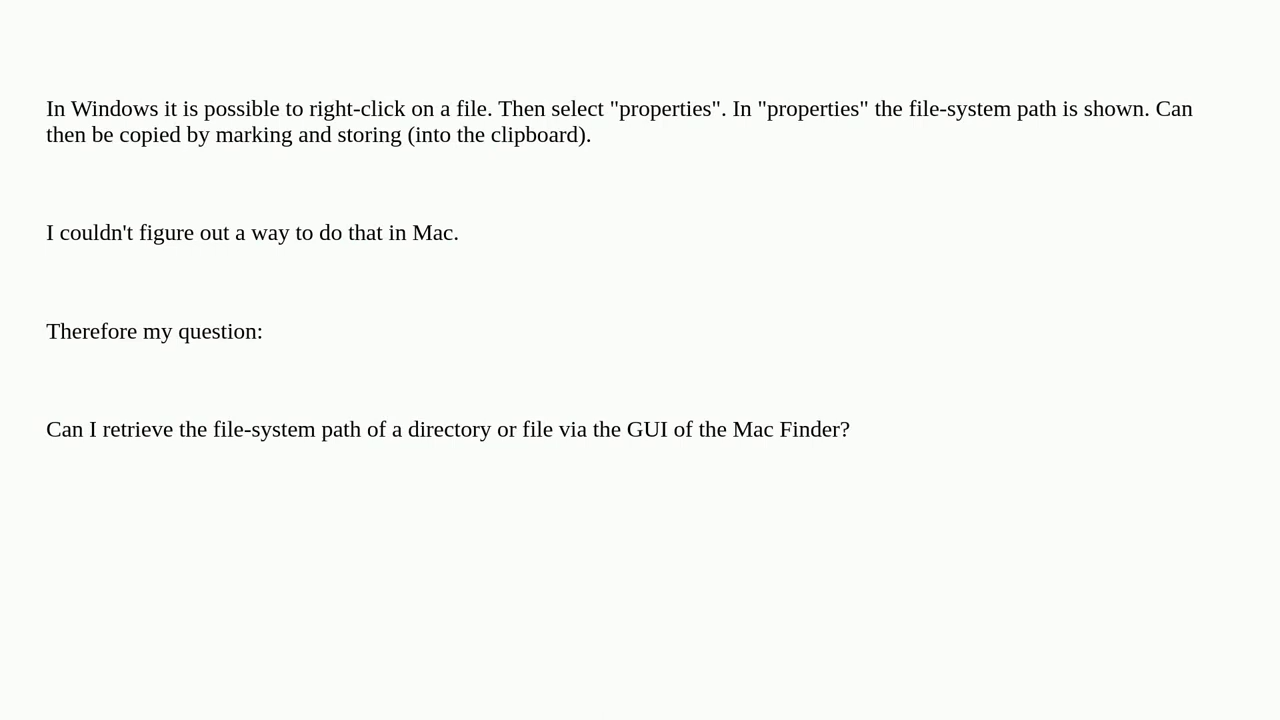 In Windows it is possible to right-click on a file. Then select "properties". In "properties" the file-system path is shown. Can
then be copied by marking and storing (into the clipboard).
I couldn't figure out a way to do that in Mac.
Therefore my question:
Can I retrieve the file-system path of a directory or file via the GUI of the Mac Finder?